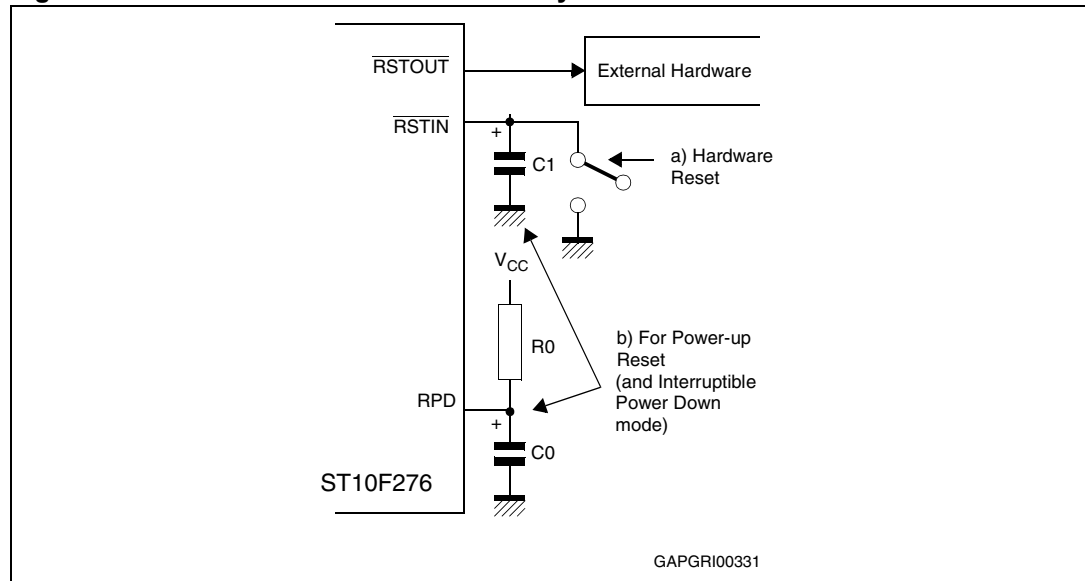 RSTOUT
External Hardware
RSTIN
+
C1
a) Hardware
Reset
VCC
R0
b) For Power-up
Reset
(and Interruptible
Power Down
mode)
RPD
+
C0
ST10F276
GAPGRI00331